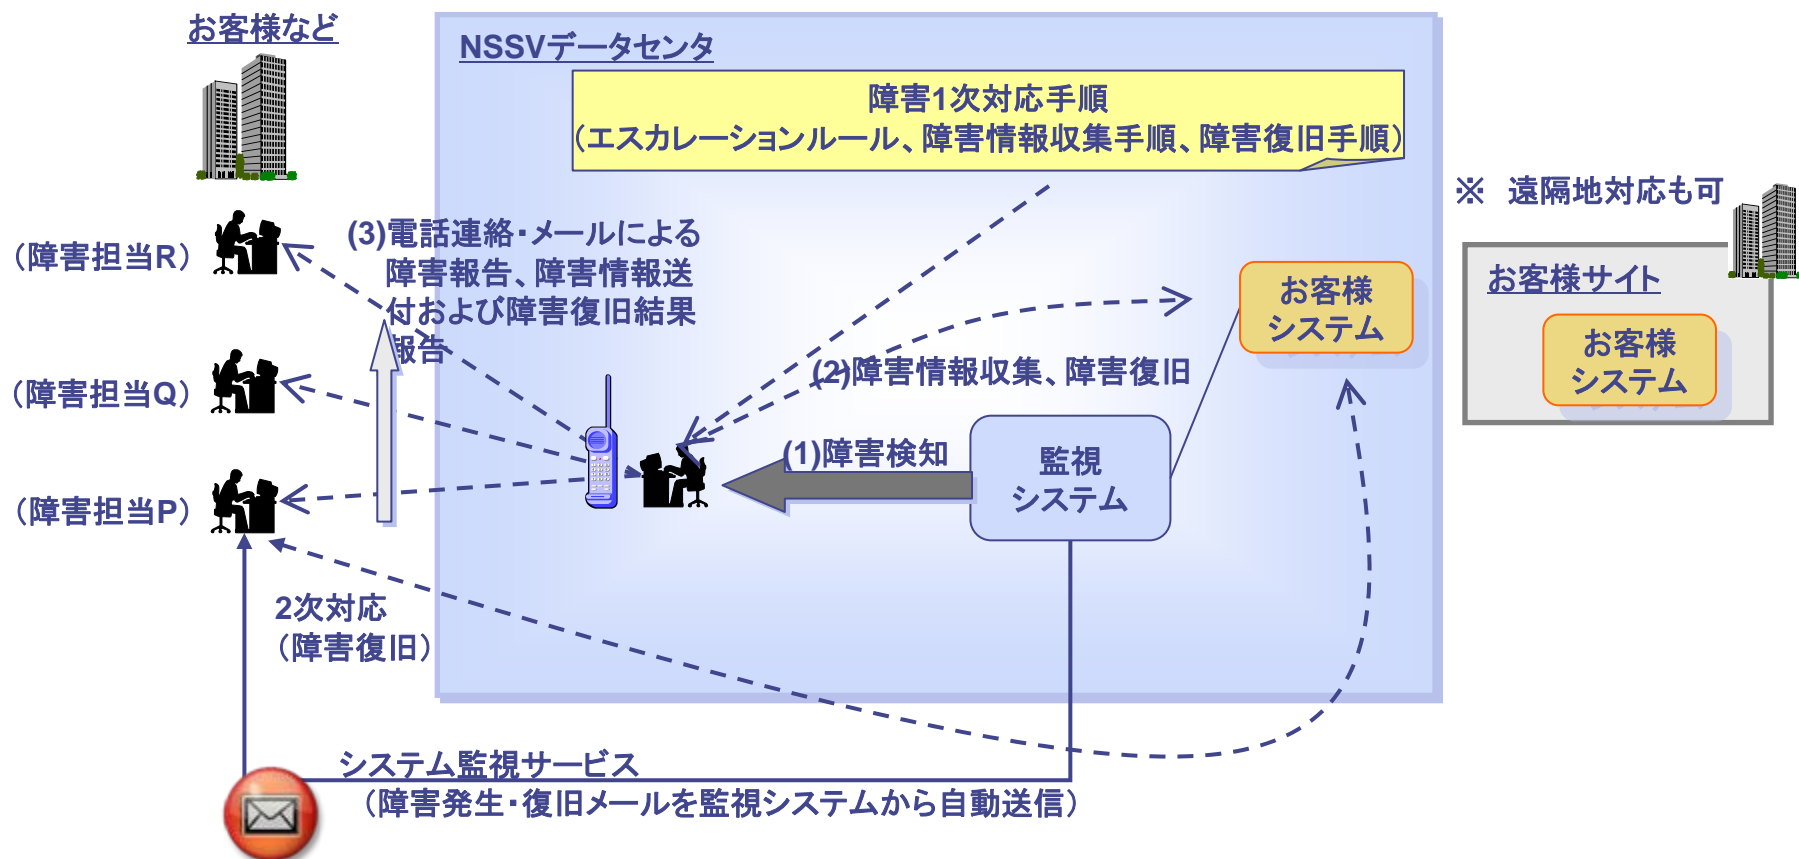 お客様など
NSSVデータセンタ
障害1次対応手順
（エスカレーションルール、障害情報収集手順、障害復旧手順）
※　遠隔地対応も可
（障害担当R）
(3)電話連絡・メールによる
障害報告、障害情報送
付および障害復旧結果
報告
お客様
システム
お客様サイト
お客様
システム
（障害担当Q）
(2)障害情報収集、障害復旧
(1)障害検知
監視
システム
（障害担当P）
2次対応
（障害復旧）
システム監視サービス
（障害発生・復旧メールを監視システムから自動送信）